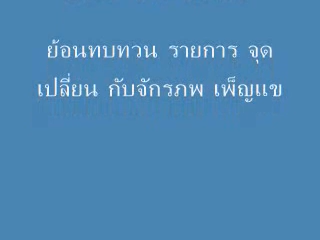 ย้อนทบทวน รายการ จุด
เปลี่ยน กับจักรภพ เพ็ญแข